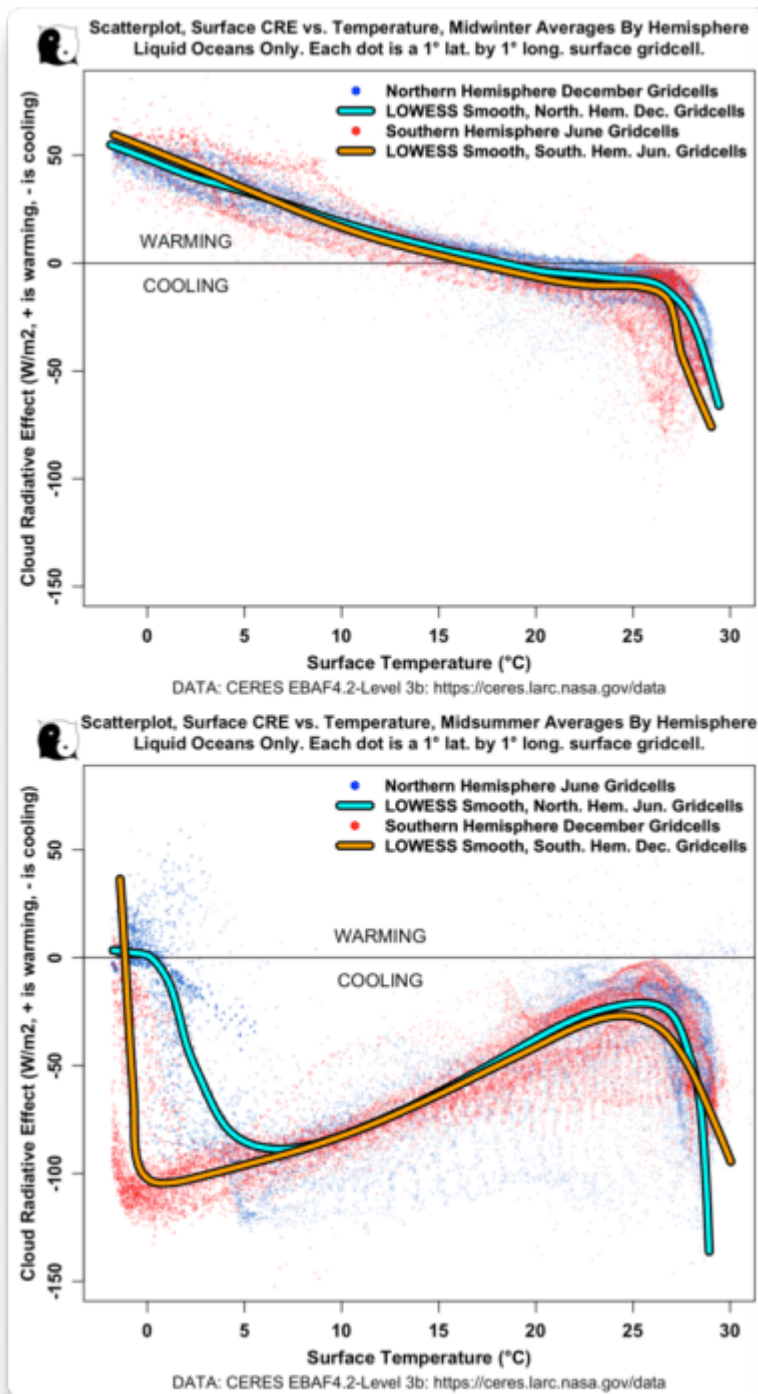 Scatterplot, Surface CRE vs. Temperature, Midwinter Averages By Hemisphere
Liquid Oceans Only. Each dot is a 1° lat. by 1° long. surface gridcell.
Northern Hemisphere December Gridcells
LOWESS Smooth, North. Hem. Dec. Gridcells
Southern Hemisphere June Gridcells
LOWESS Smooth, South. Hem. Jun. Gridcells
WARMING
COOLING
Cloud Radiative Effect (W/m2, + is warming, - is cooling)
50
0
-50
-100
-150
0 5 10 15 20 25 30
Surface Temperature (°C)
DATA: CERES EBAF4.2-Level 3b: https://ceres.larc.nasa.gov/data
Scatterplot, Surface CRE vs. Temperature, Midsummer Averages By Hemisphere
Liquid Oceans Only. Each dot is a 1° lat. by 1° long. surface gridcell.
Northern Hemisphere June Gridcells
LOWESS Smooth, North. Hem. Jun. Gridcells
Southern Hemisphere December Gridcells
LOWESS Smooth, South. Hem. Dec. Gridcells
WARMING
COOLING
Cloud Radiative Effect (W/m2, + is warming, - is cooling)
50
0
-50
-100
-150
0 5 10 15 20 25 30
Surface Temperature (°C)
DATA: CERES EBAF4.2-Level 3b: https://ceres.larc.nasa.gov/data